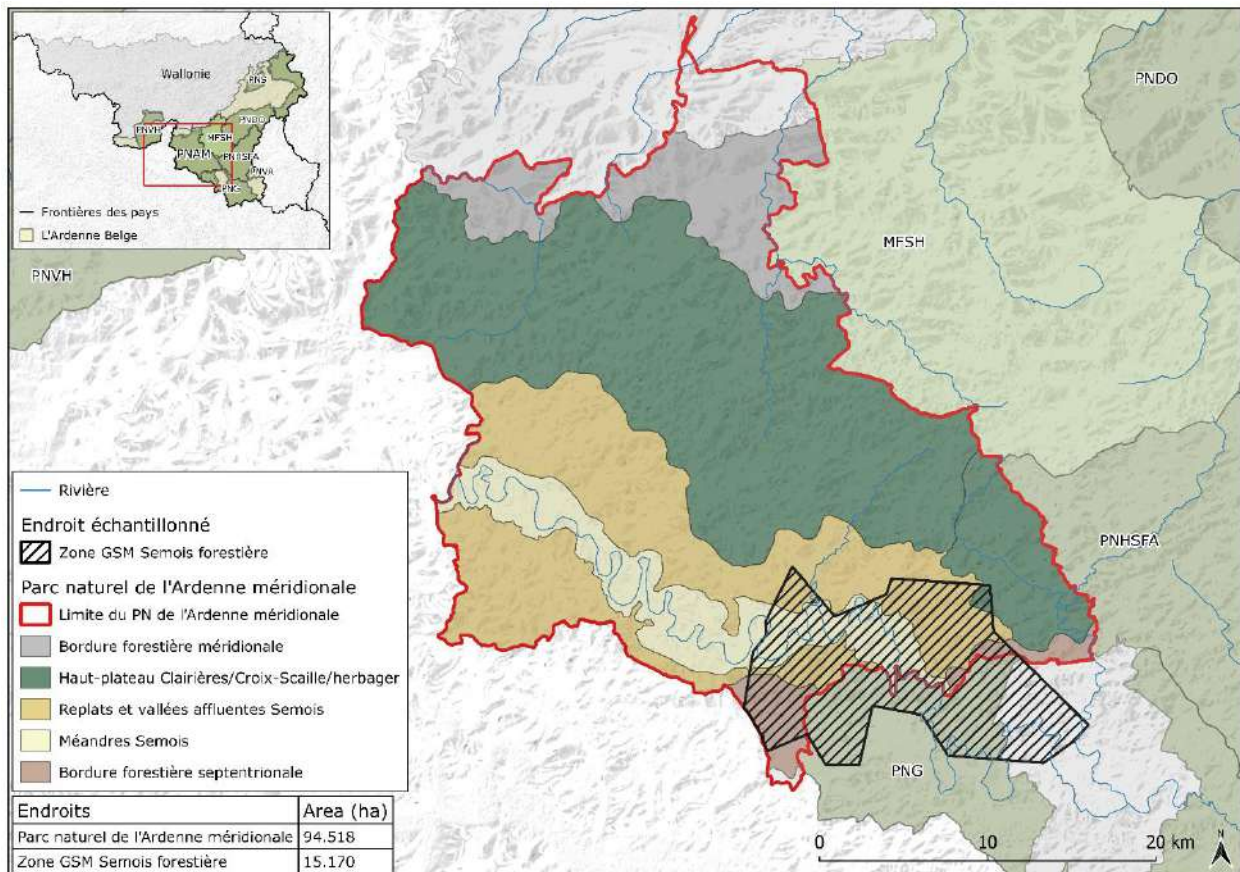 Wallonie
PNS
PNDO
PNVH
MFSH
PNAM
PNHSFA
PNVA
PNG
Frontières des pays
L'Ardenne Belge
PNDO
MFSH
PNVH
PNHSFA
PNG
Rivière
Endroit échantillonné
Zone GSM Semois forestière
Parc naturel de l'Ardenne méridionale
Limite du PN de l'Ardenne méridionale
Bordure forestière méridionale
Haut-plateau Clairières/Croix-Scaille/herbager
Replats et vallées affluentes Semois
Méandres Semois
Bordure forestière septentrionale
Endroits Area (ha)
Parc naturel de l'Ardenne méridionale 94.518
Zone GSM Semois forestière 15.170
0 10 20 km
N